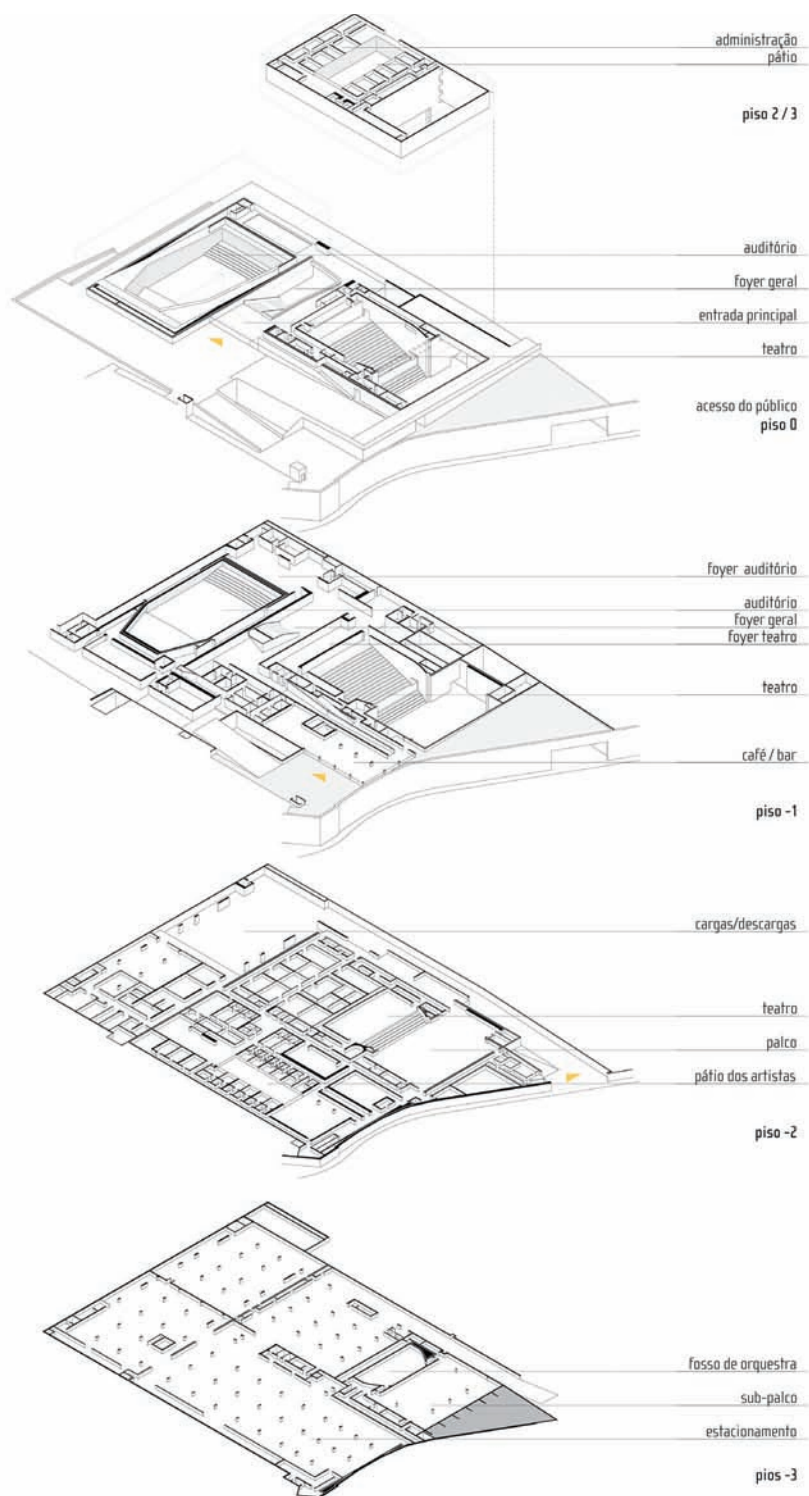 administração
pátio
piso 2 / 3
auditório
foyer geral
entrada principal
teatro
acesso do público
piso 0
foyer auditório
auditório
foyer geral
foyer teatro
teatro
café / bar
piso -1
cargas/descargas
teatro
palco
pátio dos artistas
piso -2
fosso de orquestra
sub-palco
estacionamento
pios -3